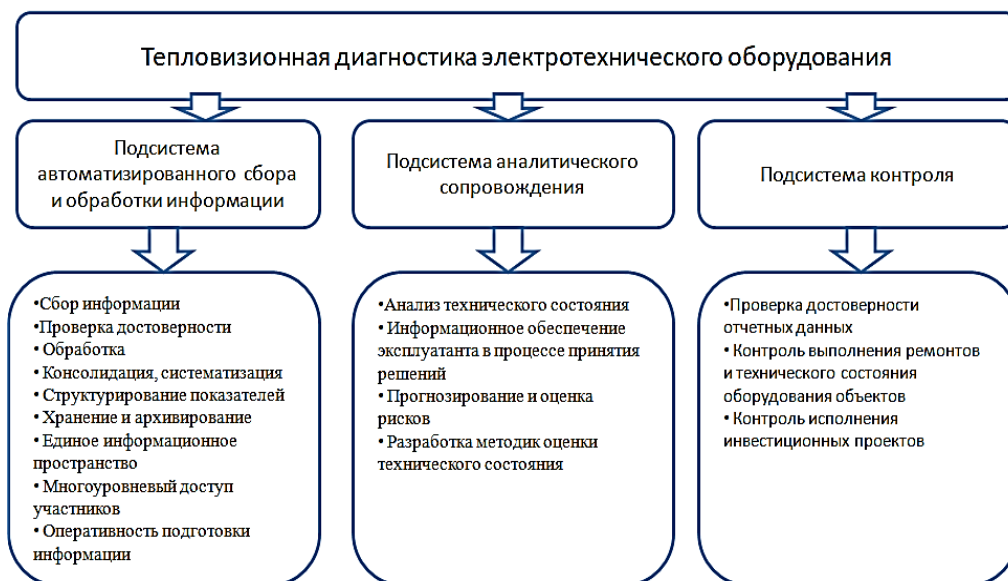 Тепловизионная диагностика электротехнического оборудования
Подсистема
автоматизированного сбора
и обработки информации
Подсистема аналитического
сопровождения
Подсистема контроля
•Сбор информации
•Проверка достоверности
• Обработка
• Консолидация, систематизация
• Структурирование показателей
• Хранение и архивирование
• Единое информационное
пространство
• Многоуровневый доступ
участников
• Оперативность подготовки
информации
•Анализ технического состояния
• Информационное обеспечение
эксплуатанта в процессе принятия
решений
• Прогнозирование и оценка
рисков
• Разработка методик оценки
технического состояния
•Проверка достоверности
отчетных данных
• Контроль выполнения ремонтов
и технического состояния
оборудования объектов
• Контроль исполнения
инвестиционных проектов